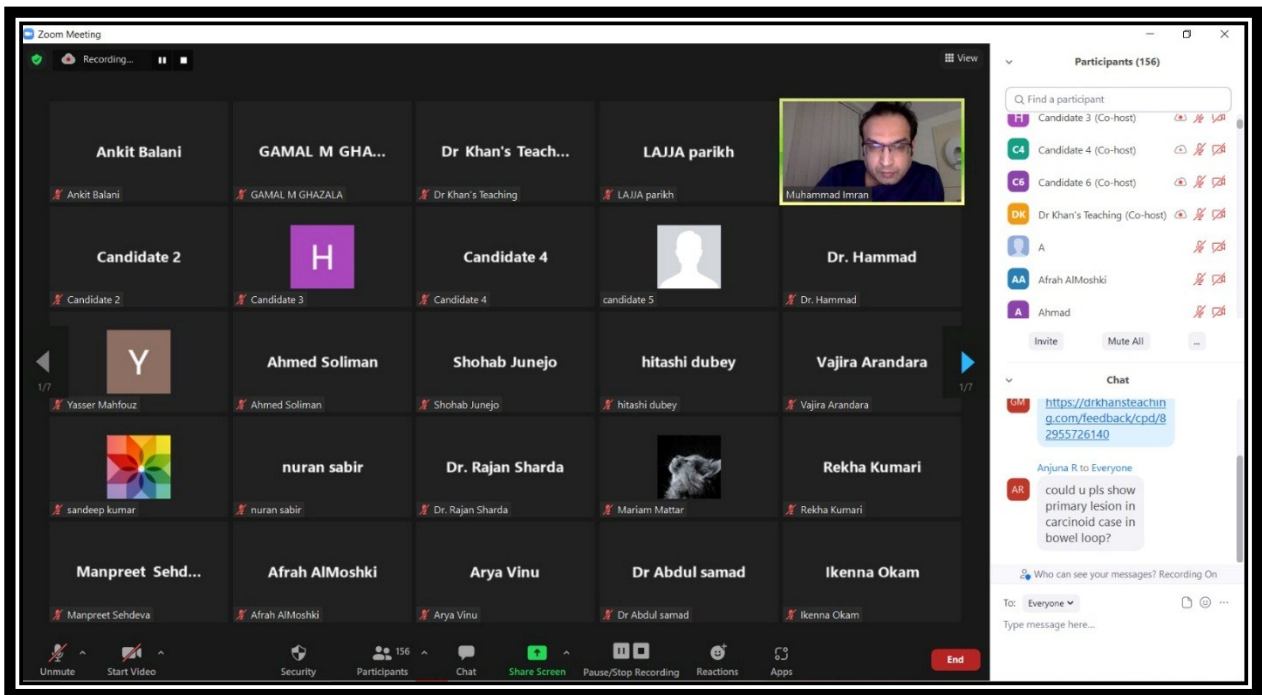 Zoom Meeting
Recording...
View
Ankit Balani
Ankit Balani
GAMAL M GHA...
GAMAL M GHAZALA
Dr Khan's Teach...
Dr Khan's Teaching
LAJJA parikh
LAJJA parikh
Muhammad Imran
Candidate 2
Candidate 2
H
Candidate 3
Candidate 4
Candidate 4
candidate 5
Dr. Hammad
Dr. Hammad
1/7
Y
Yasser Mahfouz
Ahmed Soliman
Ahmed Soliman
Shohab Junejo
Shohab Junejo
hitashi dubey
hitashi dubey
Vajira Arandara
Vajira Arandara
1/7
sandeep kumar
nuran sabir
nuran sabir
Dr. Rajan Sharda
Dr. Rajan Sharda
Mariam Mattar
Rekha Kumari
Rekha Kumari
Manpreet Sehd...
Manpreet Sehdeva
Afrah AlMoshki
Afrah AlMoshki
Arya Vinu
Arya Vinu
Dr Abdul samad
Dr Abdul samad
Ikenna Okam
Ikenna Okam
Unmute
Start Video
Security
156
Participants
Chat
Share Screen
Pause/Stop Recording
Reactions
Apps
End
Participants (156)
Find a participant
H Candidate 3 (Co-host)
C4 Candidate 4 (Co-host)
C6 Candidate 6 (Co-host)
DK Dr Khan's Teaching (Co-host)
A
AA Afrah AlMoshki
A Ahmad
Invite Mute All ...
Chat
GM https://drkhansteachin
g.com/feedback/cpd/8
2955726140
Anjuna R to Everyone
AR could u pls show
primary lesion in
carcinoid case in
bowel loop?
Who can see your messages? Recording On
To: Everyone
Type message here...